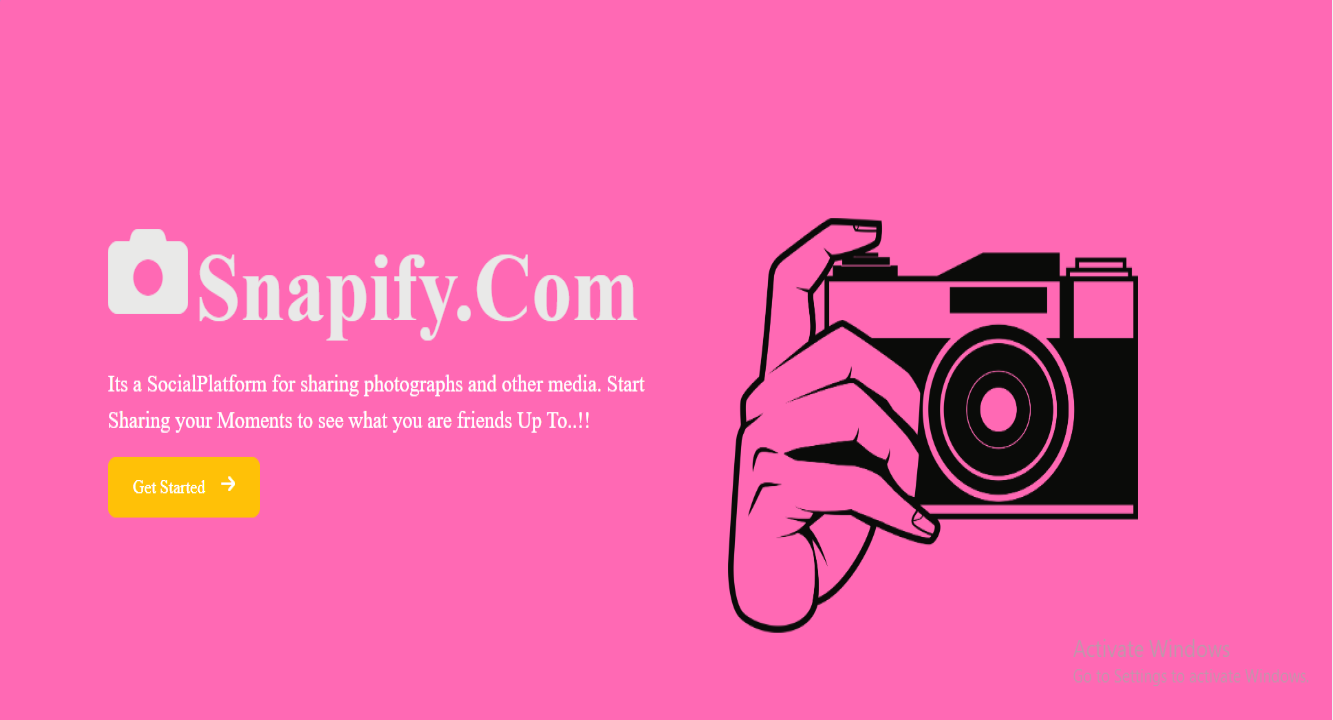 Snapify.Com
Its a SocialPlatform for sharing photographs and other media. Start
Sharing your Moments to see what you are friends Up To..!!
Get Started
Activate Windows
Go to Settings to activate Windows.